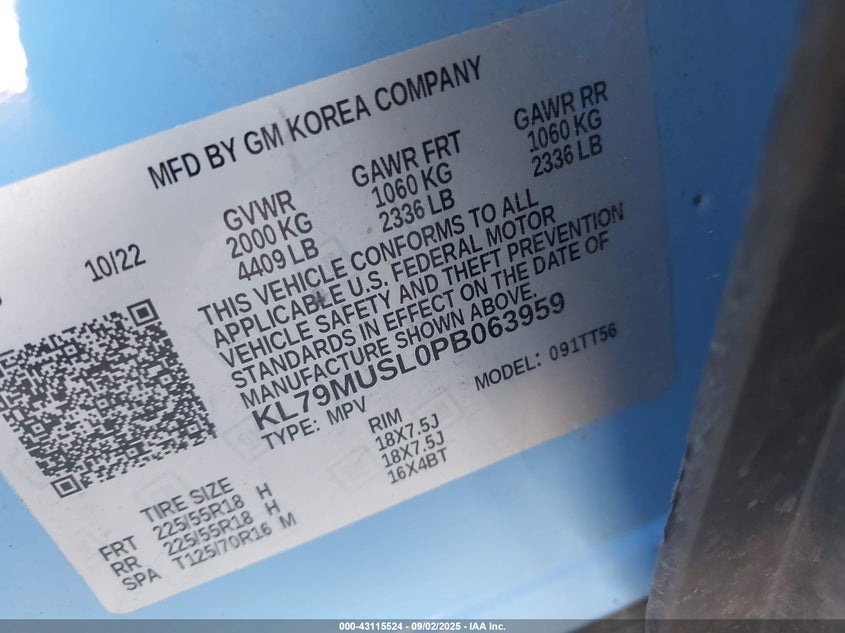 MFD BY GM KOREA COMPANY
10/22
GVWR GAWR FRT GAWR RR
2000 KG 1060 KG 1060 KG
4409 LB 2336 LB 2336 LB
THIS VEHICLE CONFORMS TO ALL
APPLICABLE U.S. FEDERAL MOTOR
VEHICLE SAFETY AND THEFT PREVENTION
STANDARDS IN EFFECT ON THE DATE OF
MANUFACTURE SHOWN ABOVE.
KL79MUSL0PB063959
TYPE: MPV MODEL: 091TT56
TIRE SIZE RIM
FRT 225/55R18 H 18X7.5J
RR 225/55R18 H 18X7.5J
SPA T125/70R16 M 16X4BT
000-43115524 - 09/02/2025 - IAA Inc.